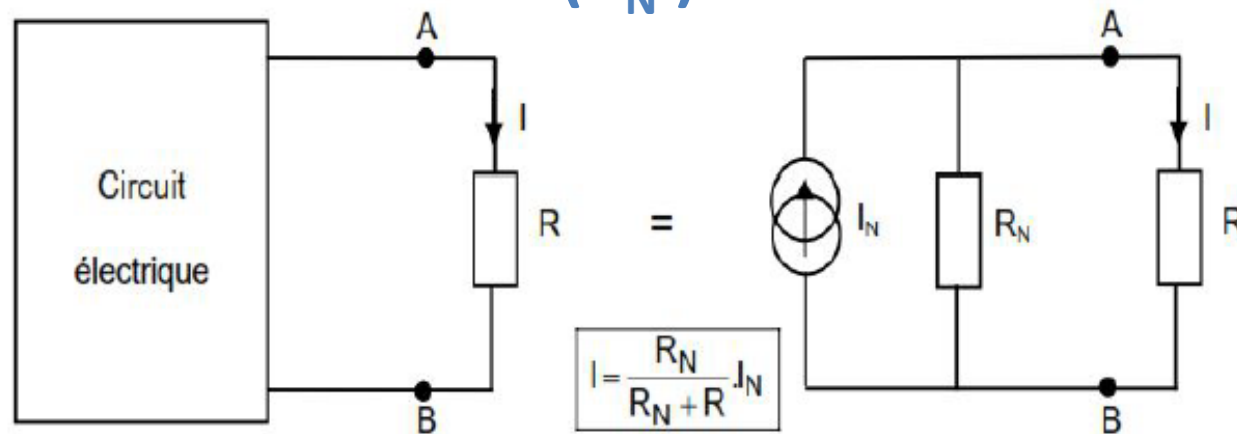 ( N )
A
I
Circuit
électrique
R
B
=
A
I
I_N
R_N
R
B
I = R_N / (R_N + R) . I_N